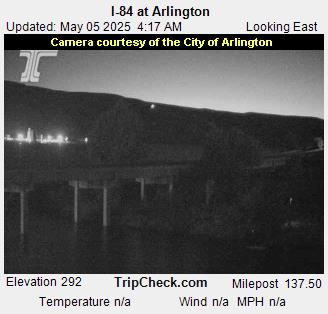 I-84 at Arlington
Updated: May 05 2025 4:17 AM Looking East
Camera courtesy of the City of Arlington
Elevation 292 TripCheck.com Milepost 137.50
Temperature n/a Wind n/a MPH n/a